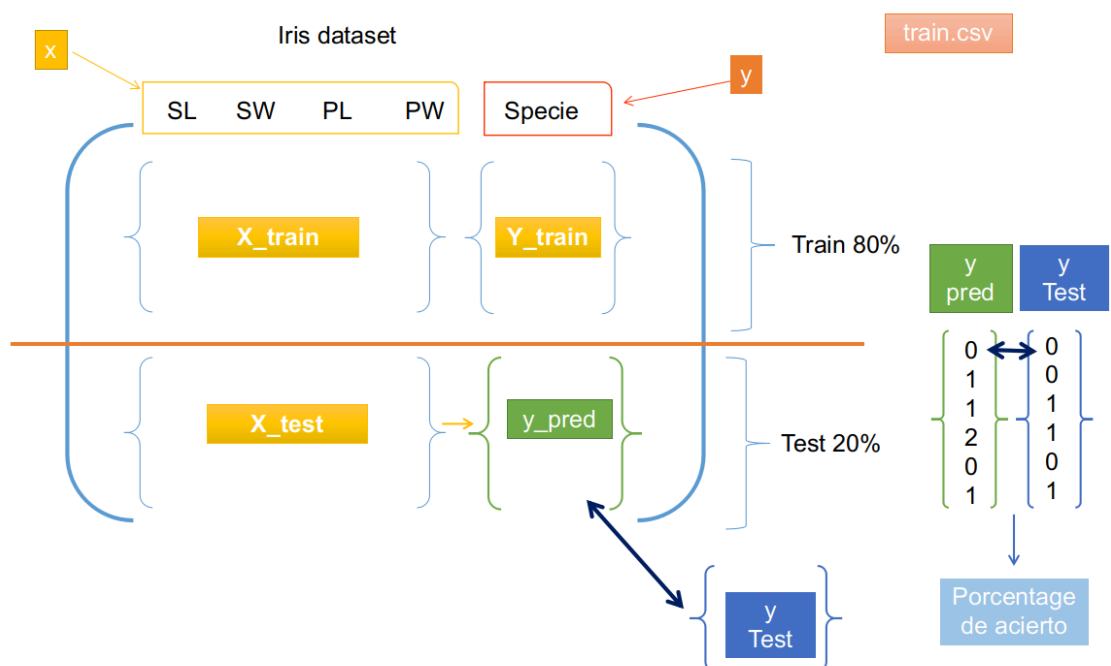 Iris dataset
train.csv
x
y
SL SW PL PW Specie
X_train
Y_train
Train 80%
X_test
y_pred
Test 20%
y
Test
y
pred
y
Test
0 0
1 0
1 1
2 1
0 0
1 1
Porcentage
de acierto